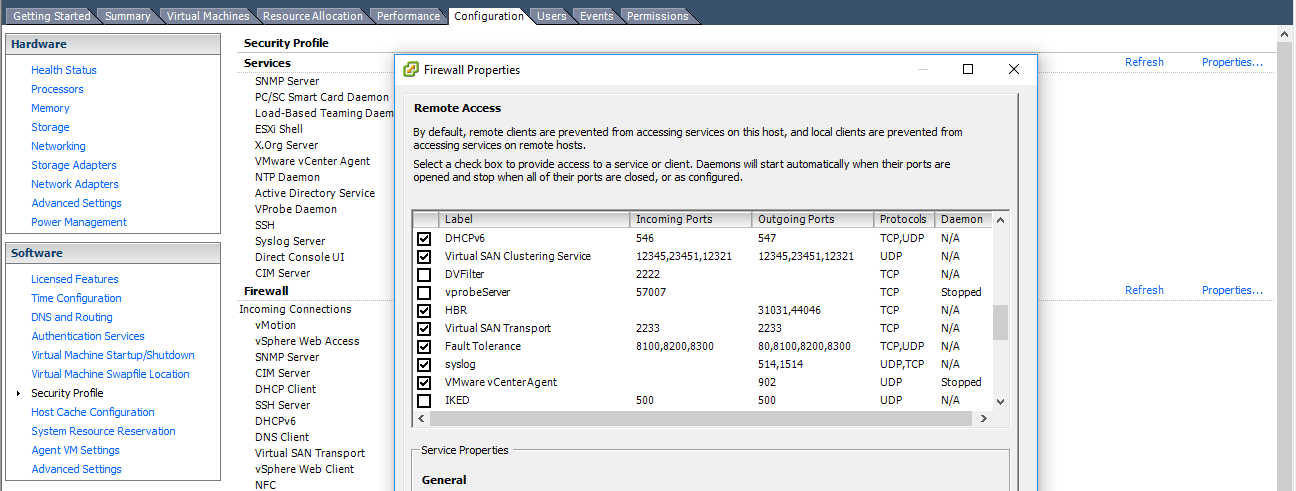 Getting Started Summary Virtual Machines Resource Allocation Performance Configuration Users Events Permissions
Hardware
Health Status
Processors
Memory
Storage
Networking
Storage Adapters
Network Adapters
Advanced Settings
Power Management
Software
Licensed Features
Time Configuration
DNS and Routing
Authentication Services
Virtual Machine Startup/Shutdown
Virtual Machine Swapfile Location
Security Profile
Host Cache Configuration
System Resource Reservation
Agent VM Settings
Advanced Settings
Security Profile
Services
Refresh Properties...
SNMP Server
PC/SC Smart Card Daemon
Load-Based Teaming Daem
ESXi Shell
X.Org Server
VMware vCenter Agent
NTP Daemon
Active Directory Service
VProbe Daemon
SSH
Syslog Server
Direct Console UI
CIM Server
Firewall
Refresh Properties...
Incoming Connections
vMotion
vSphere Web Access
SNMP Server
CIM Server
DHCP Client
SSH Server
DHCPv6
DNS Client
Virtual SAN Transport
vSphere Web Client
NFC
Firewall Properties
Remote Access
By default, remote clients are prevented from accessing services on this host, and local clients are prevented from
accessing services on remote hosts.
Select a check box to provide access to a service or client. Daemons will start automatically when their ports are
opened and stop when all of their ports are closed, or as configured.
Label Incoming Ports Outgoing Ports Protocols Daemon
DHCPv6 546 547 TCP,UDP N/A
Virtual SAN Clustering Service 12345,23451,12321 12345,23451,12321 UDP N/A
DVFilter 2222 TCP N/A
vprobeServer 57007 TCP Stopped
HBR 31031,44046 TCP N/A
Virtual SAN Transport 2233 2233 TCP N/A
Fault Tolerance 8100,8200,8300 80,8100,8200,8300 TCP,UDP N/A
syslog 514,1514 UDP,TCP N/A
VMware vCenterAgent 902 UDP Stopped
IKED 500 500 UDP N/A
Service Properties
General